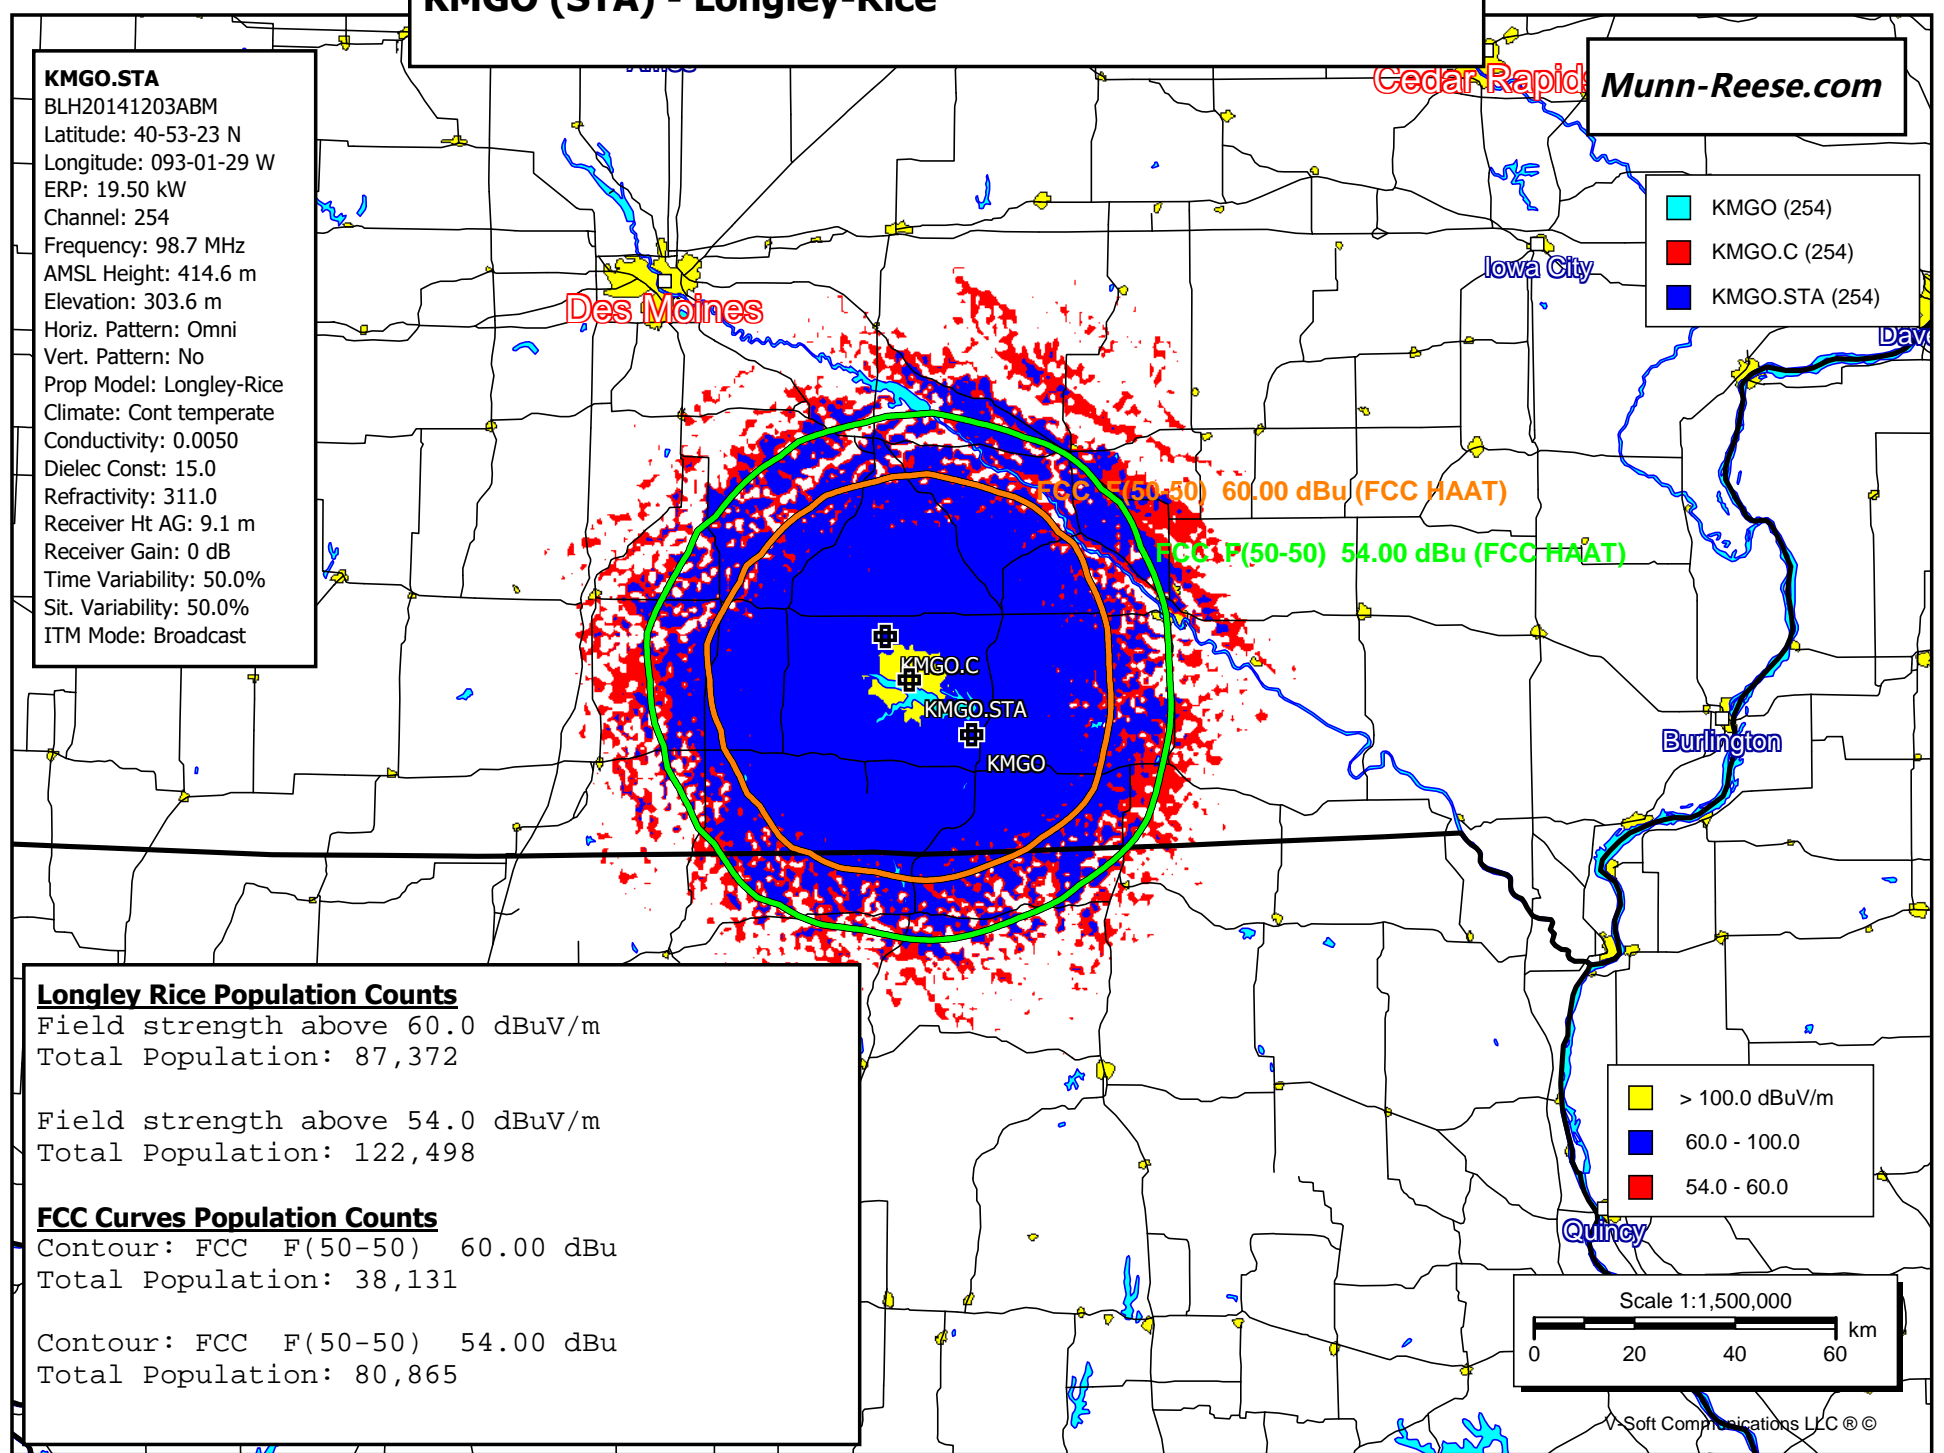 KMGO (STA) - Longley-Rice
KMGO.STA
BLH20141203ABM
Latitude: 40-53-23 N
Longitude: 093-01-29 W
ERP: 19.50 kW
Channel: 254
Frequency: 98.7 MHz
AMSL Height: 414.6 m
Elevation: 303.6 m
Horiz. Pattern: Omni
Vert. Pattern: No
Prop Model: Longley-Rice
Climate: Cont temperate
Conductivity: 0.0050
Dielec Const: 15.0
Refractivity: 311.0
Receiver Ht AG: 9.1 m
Receiver Gain: 0 dB
Time Variability: 50.0%
Sit. Variability: 50.0%
ITM Mode: Broadcast
Ames
Cedar Rapids
Munn-Reese.com
KMGO (254)
KMGO.C (254)
KMGO.STA (254)
Iowa City
Dave
Des Moines
FCC F(50-50) 60.00 dBu (FCC HAAT)
FCC F(50-50) 54.00 dBu (FCC HAAT)
KMGO.C
KMGO.STA
KMGO
Burlington
Longley Rice Population Counts
Field strength above 60.0 dBuV/m
Total Population: 87,372
Field strength above 54.0 dBuV/m
Total Population: 122,498
FCC Curves Population Counts
Contour: FCC F(50-50) 60.00 dBu
Total Population: 38,131
Contour: FCC F(50-50) 54.00 dBu
Total Population: 80,865
> 100.0 dBuV/m
60.0 - 100.0
54.0 - 60.0
Quincy
Scale 1:1,500,000
km
0 20 40 60
V-Soft Communications LLC ® ©